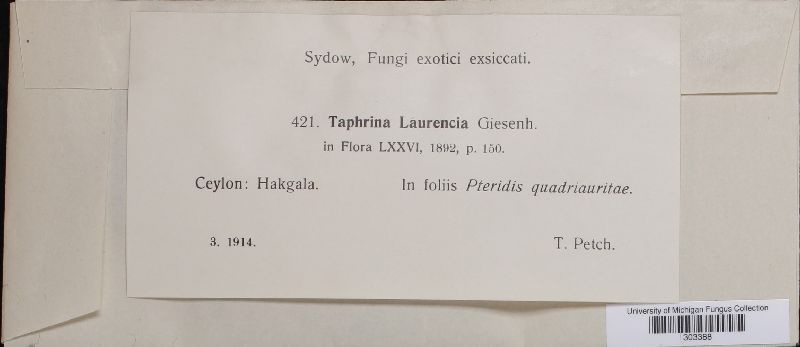 Sydow, Fungi exotici exsiccati.
421. Taphrina Laurencia Giesenh.
in Flora LXXVI, 1892, p. 150.
Ceylon: Hakgala. In foliis Pteridis quadriauritae.
3. 1914. T. Petch.
University of Michigan Fungus Collection
303388